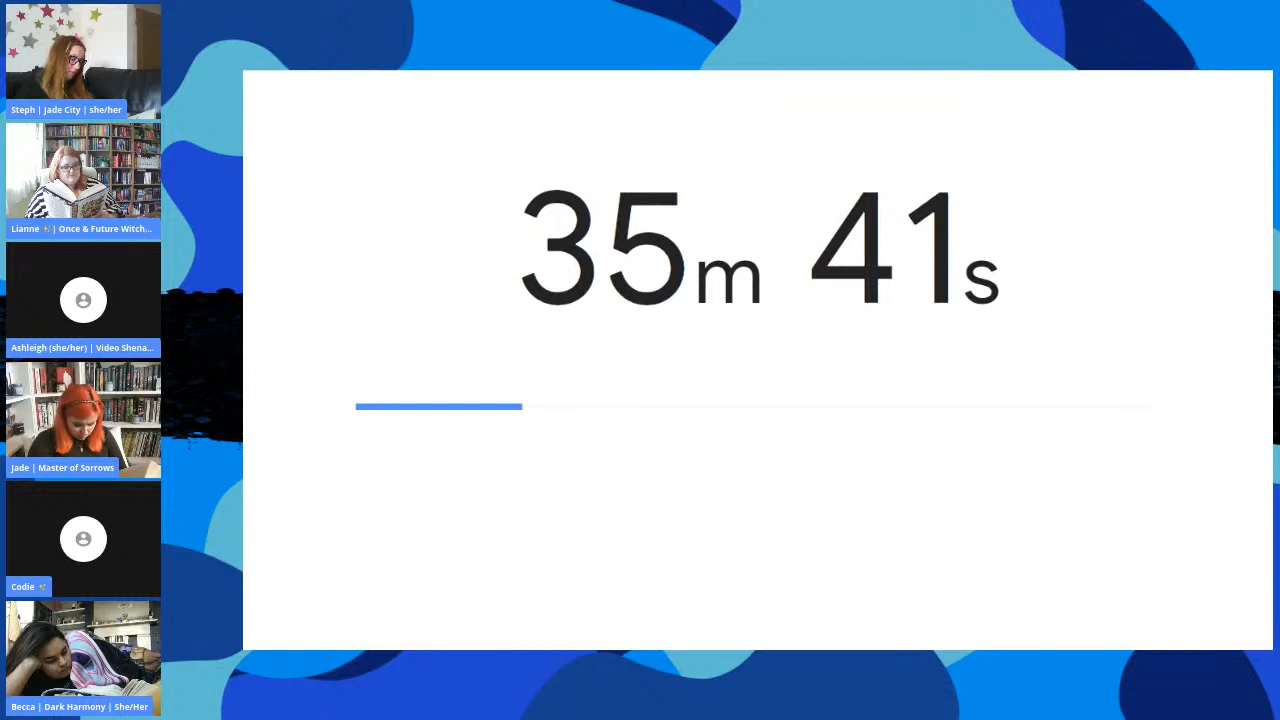 Steph | Jade City | she/her
Lianne ✨ | Once & Future Witch...
Ashleigh (she/her) | Video Shena...
Jade | Master of Sorrows
Codie ✨
Becca | Dark Harmony | She/Her
35m 41s